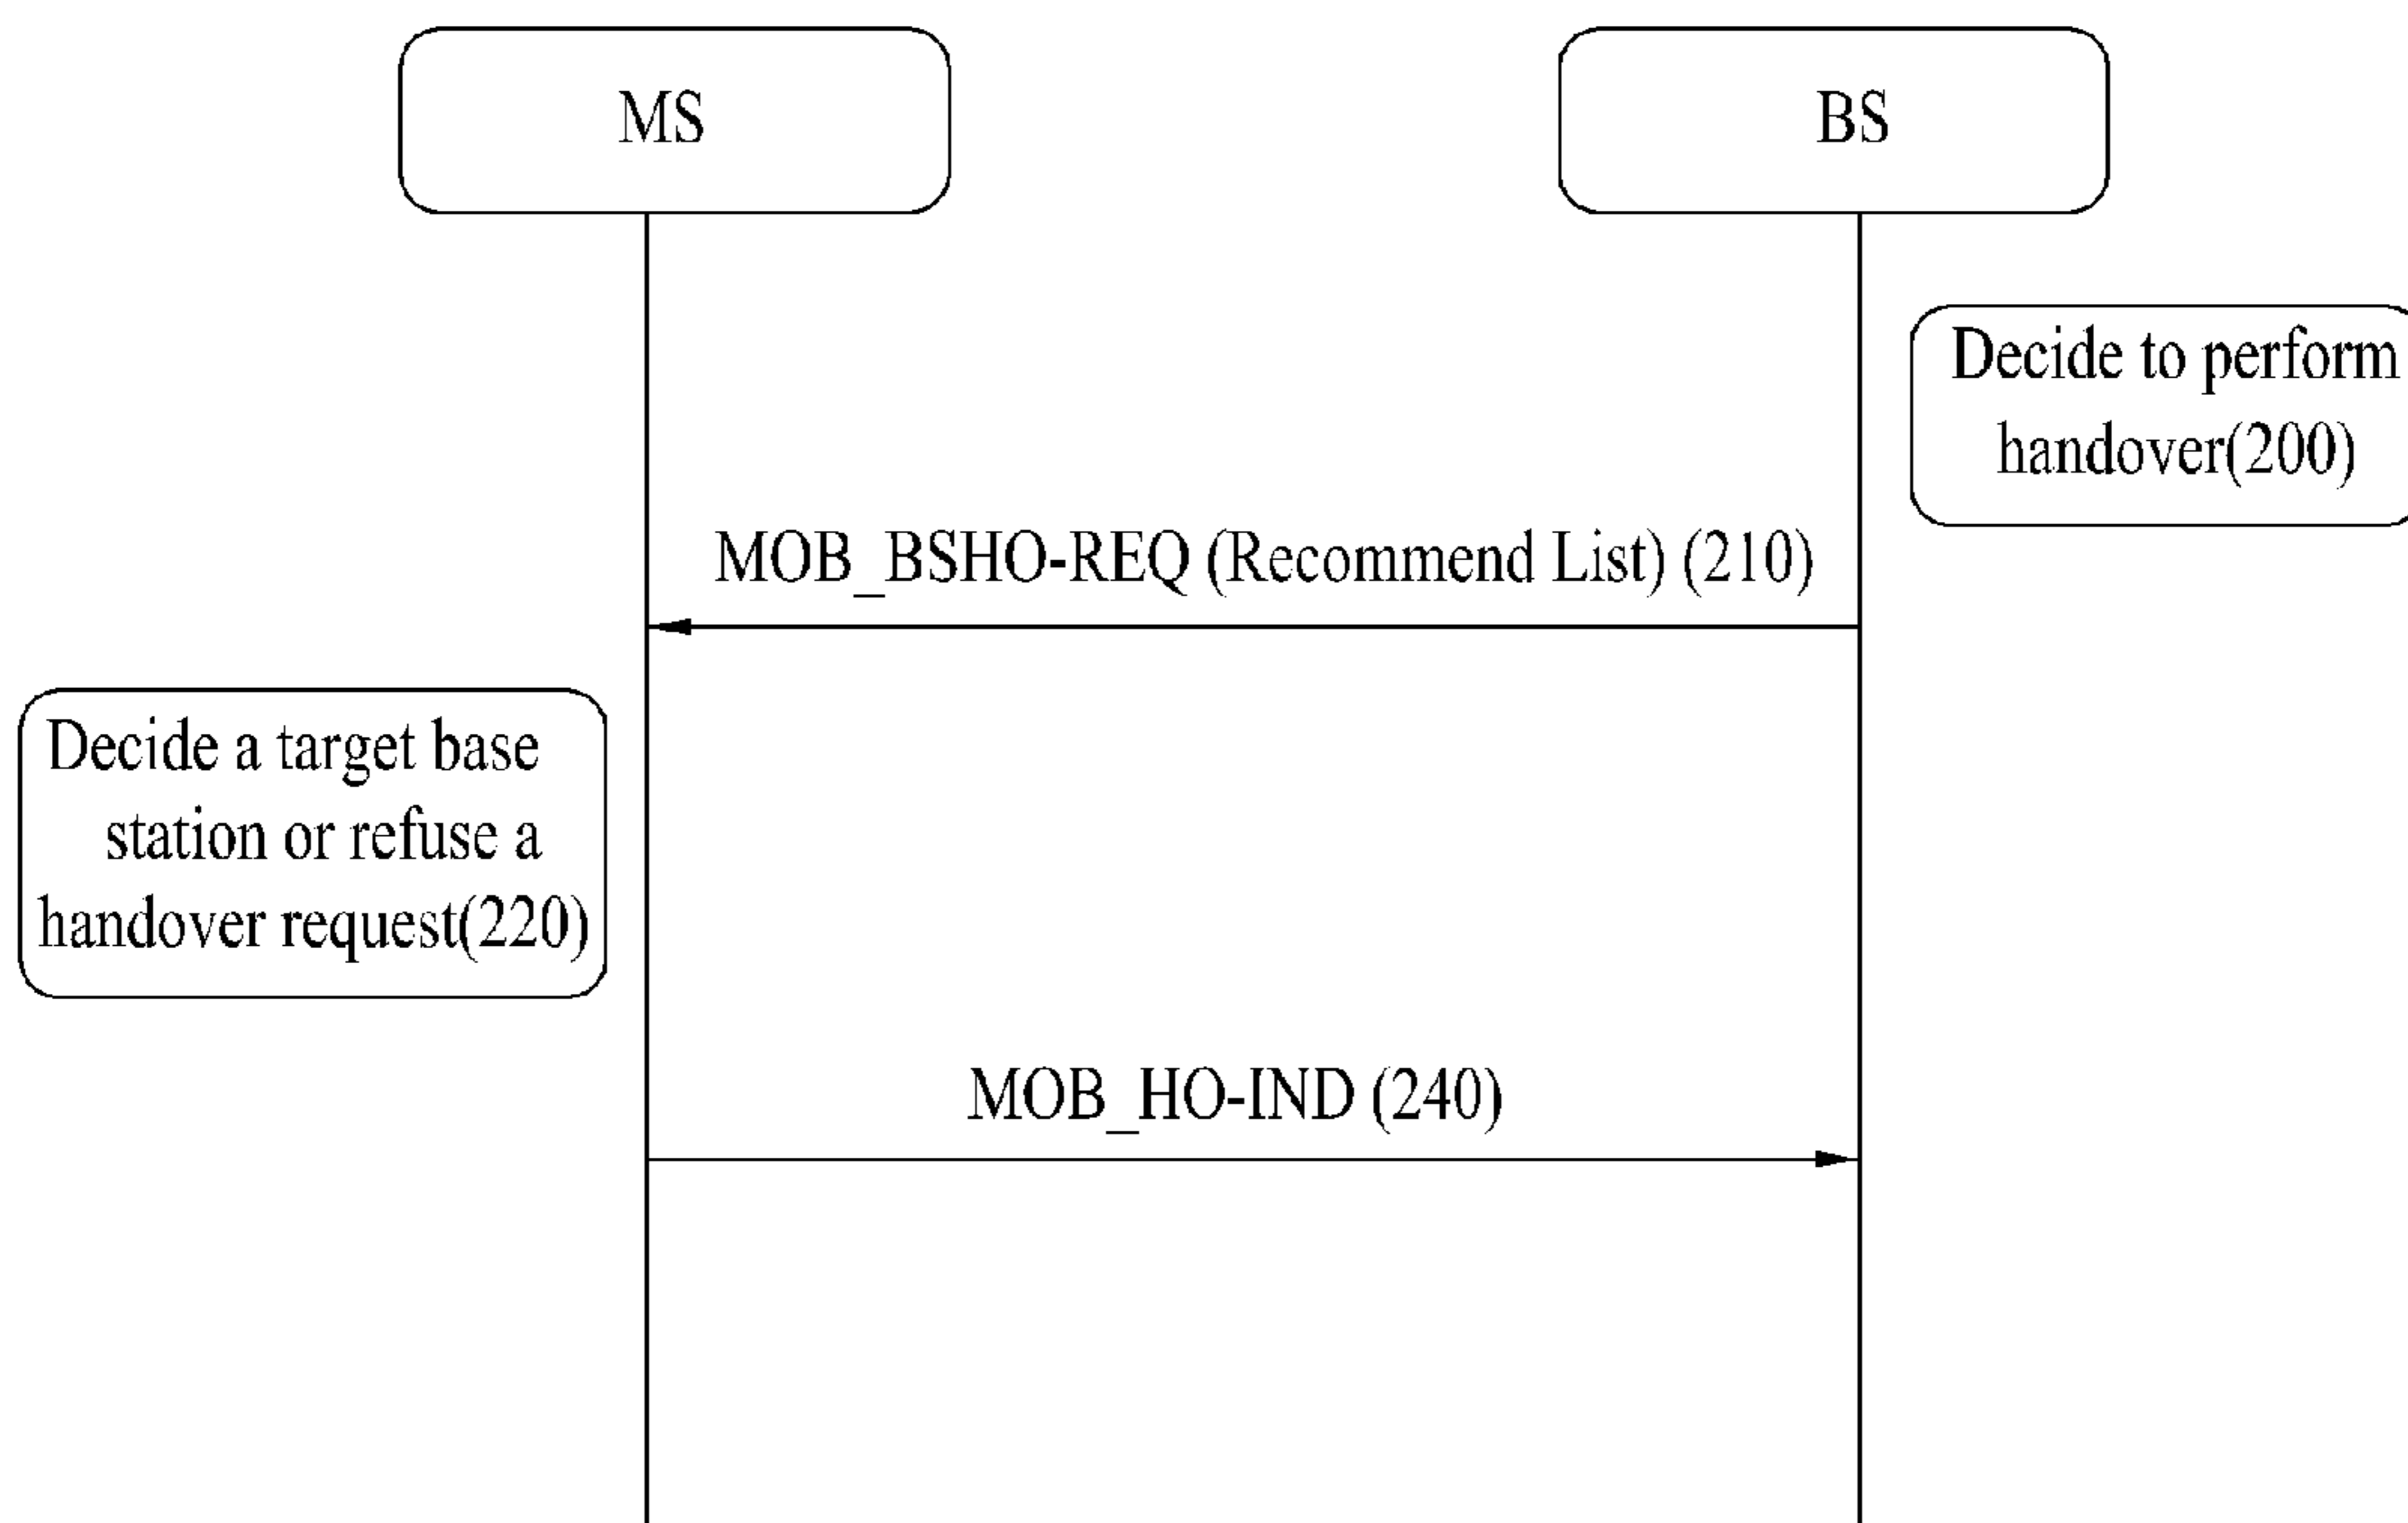 MS
BS
Decide to perform
handover(200)
MOB_BSHO-REQ (Recommend List) (210)
Decide a target base
station or refuse a
handover request(220)
MOB_HO-IND (240)